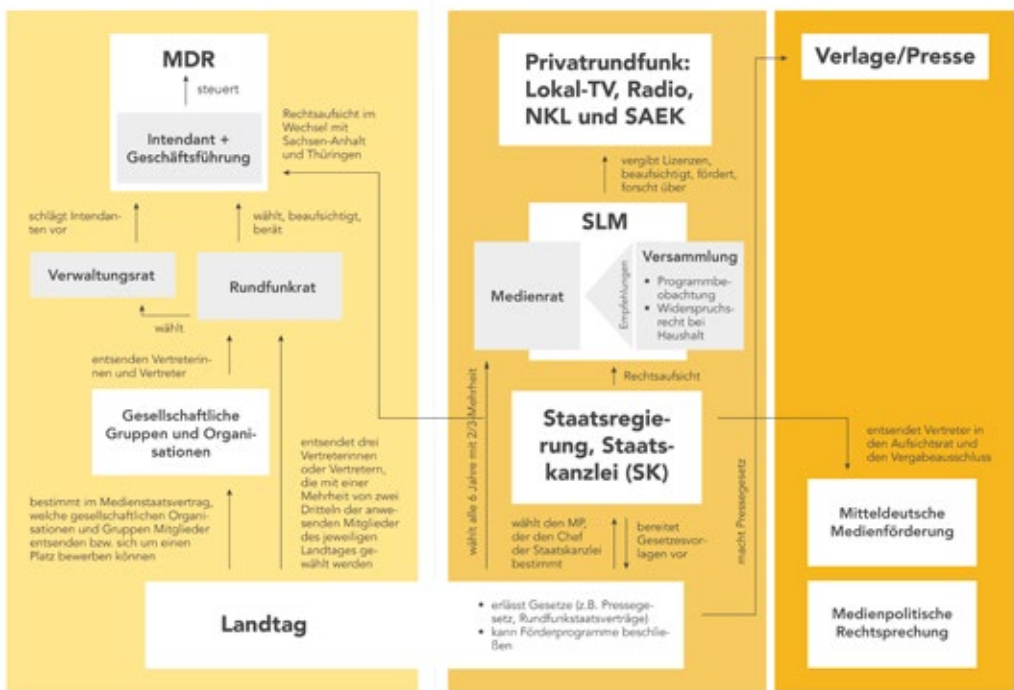 MDR
steuert
Intendant +
Geschäftsführung
Rechtsaufsicht im
Wechsel mit
Sachsen-Anhalt
und Thüringen
schlägt Intendan-
ten vor
wählt, beaufsichtigt,
berät
Verwaltungsrat
Rundfunkrat
wählt
entsenden Vertreterin-
nen und Vertreter
Gesellschaftliche
Gruppen und Organi-
sationen
entsendet drei
Vertreterinnen
oder Vertretern,
die mit einer
Mehrheit von zwei
Dritteln der anwe-
senden Mitglieder
des jeweiligen
Landtages ge-
wählt werden
bestimmt im Medienstaatsvertrag,
welche gesellschaftlichen Organi-
sationen und Gruppen Mitglieder
entsenden bzw. sich um einen
Platz bewerben können
Privatrundfunk:
Lokal-TV, Radio,
NKL und SAEK
vergibt Lizenzen,
beaufsichtigt, fördert,
forscht über
SLM
Medienrat
Empfehlungen
Versammlung
• Programmbe-
obachtung
• Widerspruchs-
recht bei
Haushalt
Rechtsaufsicht
wählt alle 6 Jahre mit 2/3-Mehrheit
Staatsregie-
rung, Staats-
kanzlei (SK)
wählt den MP,
der den Chef
der Staatskanzlei
bestimmt
bereitet
Gesetzesvor-
lagen vor
macht Pressegesetz
Landtag
• erlässt Gesetze (z.B. Pressege-
setz, Rundfunkstaatsverträge)
• kann Förderprogramme beschlie-
ßen
Verlage/Presse
entsendet Vertreter in
den Aufsichtsrat und
den Vergabeausschluss
Mitteldeutsche
Medienförderung
Medienpolitische
Rechtsprechung